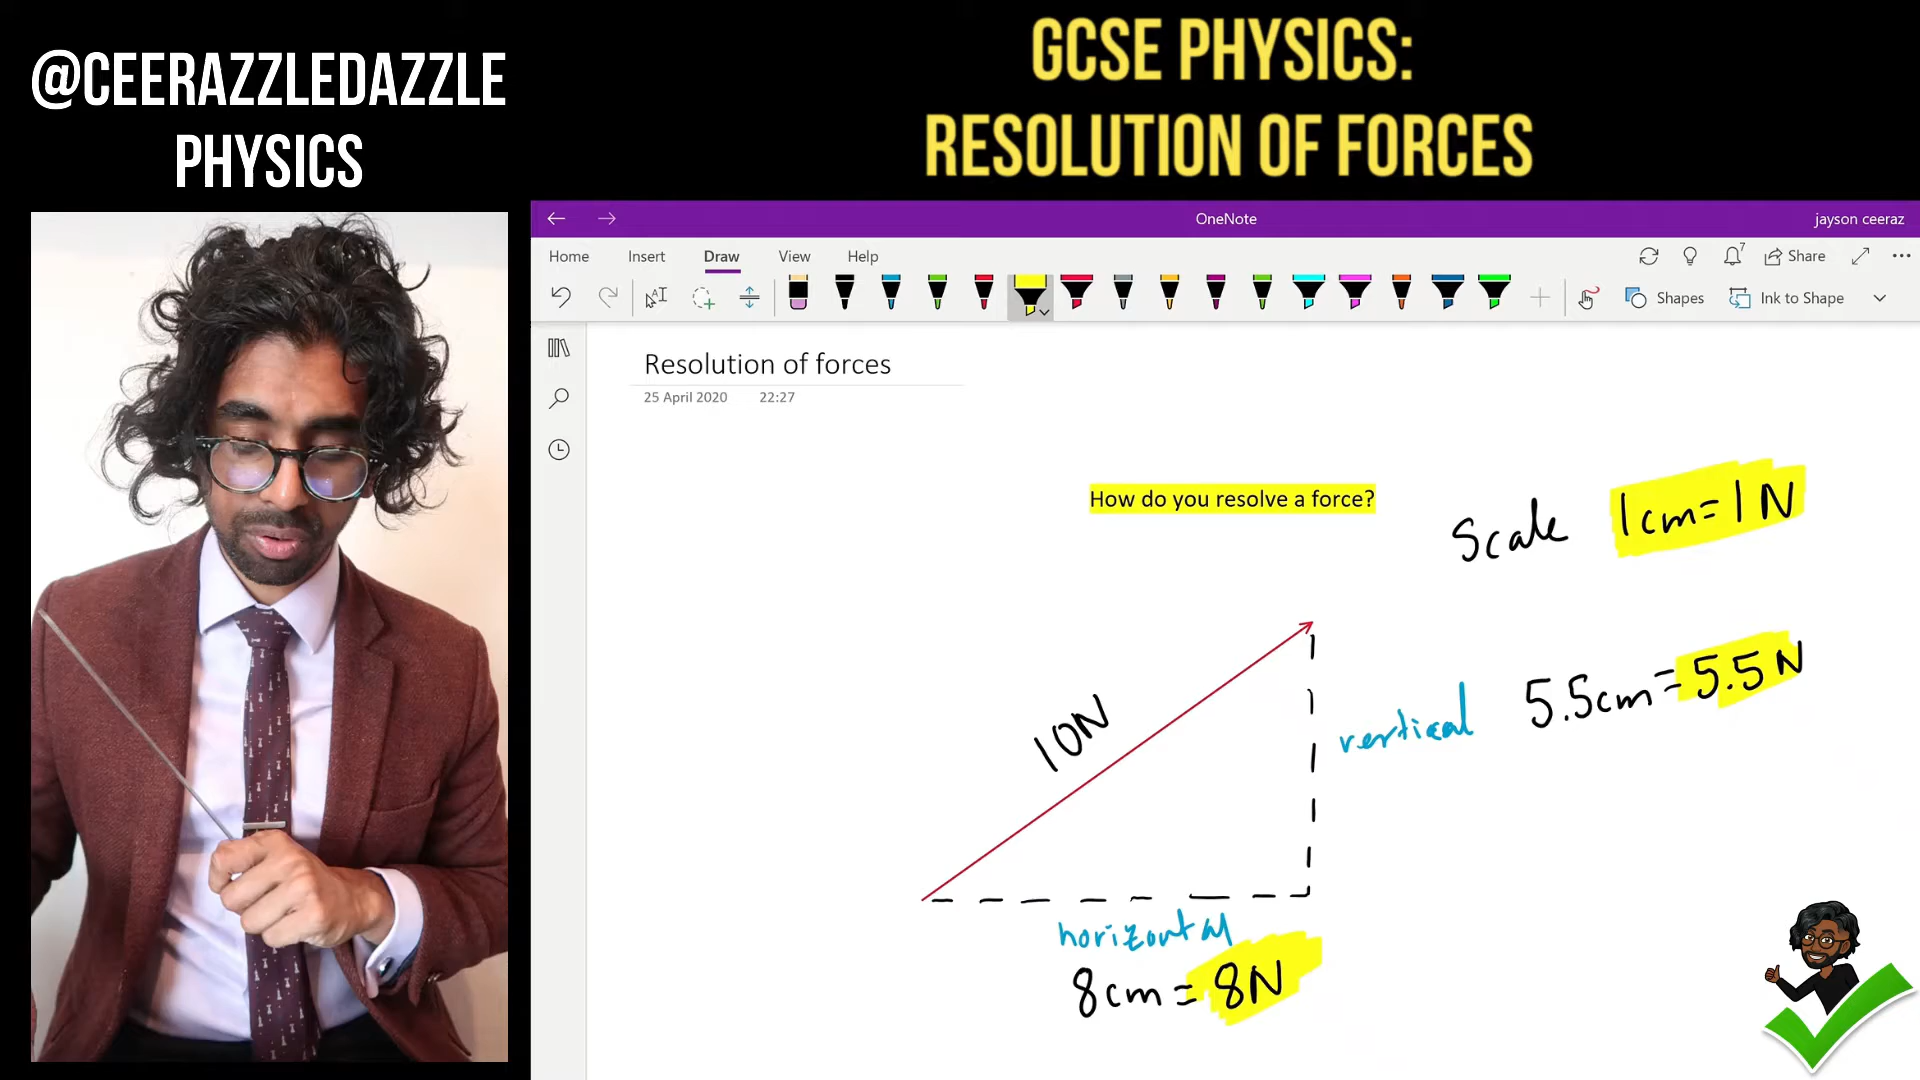 @CEERAZZLEDAZZLE
PHYSICS
GCSE PHYSICS:
RESOLUTION OF FORCES
OneNote
jayson ceeraz
Home Insert Draw View Help
7
Share
Shapes
Ink to Shape
Resolution of forces
25 April 2020 22:27
How do you resolve a force?
Scale 1cm=1N
10N
vertical 5.5cm=5.5N
horizontal
8cm=8N